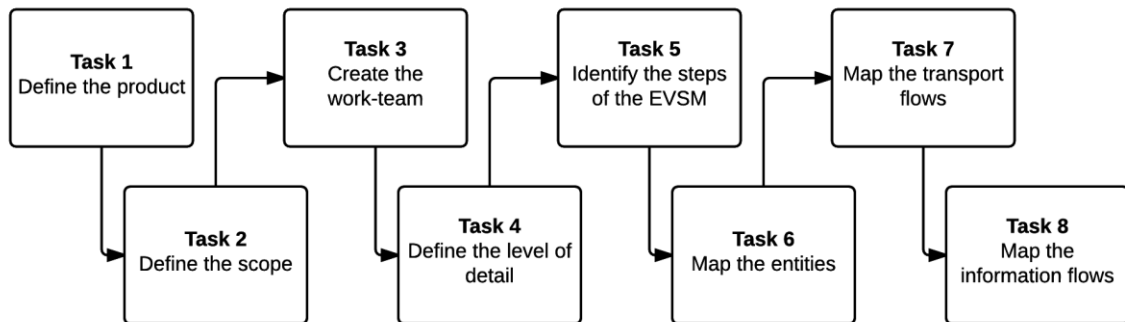 Task 1
Define the product
Task 2
Define the scope
Task 3
Create the
work-team
Task 4
Define the level of
detail
Task 5
Identify the steps
of the EVSM
Task 6
Map the entities
Task 7
Map the transport
flows
Task 8
Map the
information flows